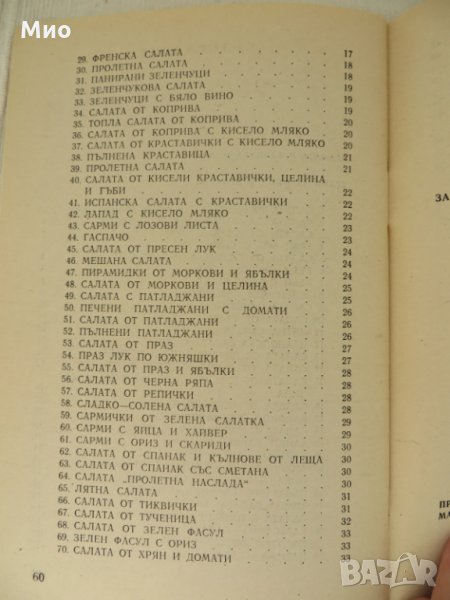 Мио
29. ФРЕНСКА САЛАТА 17
30. ПРОЛЕТНА САЛАТА 18
31. ПАНИРАНИ ЗЕЛЕНЧУЦИ 18
32. ЗЕЛЕНЧУКОВА САЛАТА 19
33. ЗЕЛЕНЧУЦИ С БЯЛО ВИНО 19
34. САЛАТА ОТ КОПРИВА 19
35. ТОПЛА САЛАТА ОТ КОПРИВА 20
36. САЛАТА ОТ КОПРИВА С КИСЕЛО МЛЯКО 20
37. САЛАТА ОТ КРАСТАВИЧКИ С КИСЕЛО МЛЯКО 20
38. ПЪЛНЕНА КРАСТАВИЦА 21
39. ПРОЛЕТНА САЛАТА 21
40. САЛАТА ОТ КИСЕЛИ КРАСТАВИЧКИ, ЦЕЛИНА
И ГЪБИ 22
41. ИСПАНСКА САЛАТА С КРАСТАВИЧКИ 22
42. ЛАПАД С КИСЕЛО МЛЯКО 22
43. САРМИ С ЛОЗОВИ ЛИСТА 23
44. ГАСПАЧО 23
45. САЛАТА ОТ ПРЕСЕН ЛУК 24
46. МЕШАНА САЛАТА 24
47. ПИРАМИДКИ ОТ МОРКОВИ И ЯБЪЛКИ 24
48. САЛАТА ОТ МОРКОВИ И ЦЕЛИНА 25
49. САЛАТА С ПАТЛАДЖАНИ 25
50. ПЕЧЕНИ ПАТЛАДЖАНИ С ДОМАТИ 26
51. САЛАТА ОТ ПАТЛАДЖАНИ 26
52. ПЪЛНЕНИ ПАТЛАДЖАНИ 26
53. САЛАТА ОТ ПРАЗ 27
54. ПРАЗ ЛУК ПО ЮЖНЯШКИ 27
55. САЛАТА ОТ ПРАЗ И ЯБЪЛКИ 28
56. САЛАТА ОТ ЧЕРНА РЯПА 28
57. САЛАТА ОТ РЕПИЧКИ 28
58. СЛАДКО—СОЛЕНА САЛАТА 28
59. САРМИЧКИ ОТ ЗЕЛЕНА САЛАТКА 29
60. САРМИ С ЯЙЦА И ХАЙВЕР 29
61. САРМИ С ОРИЗ И СКАРИДИ 30
62. САЛАТА ОТ СПАНАК И КЪЛНОВЕ ОТ ЛЕЩА 30
63. САЛАТА ОТ СПАНАК СЪС СМЕТАНА 30
64. САЛАТА „ПРОЛЕТНА НАСЛАДА" 30
65. ЛЯТНА САЛАТА 31
66. САЛАТА ОТ ТИКВИЧКИ 31
67. САЛАТА ОТ ТУЧЕНИЦА 32
68. САЛАТА ОТ ЗЕЛЕН ФАСУЛ 33
69. ЗЕЛЕН ФАСУЛ С ОРИЗ 33
70. САЛАТА ОТ ХРЯН И ДОМАТИ 33
60
ЗА
ПР
МА
BAZAR